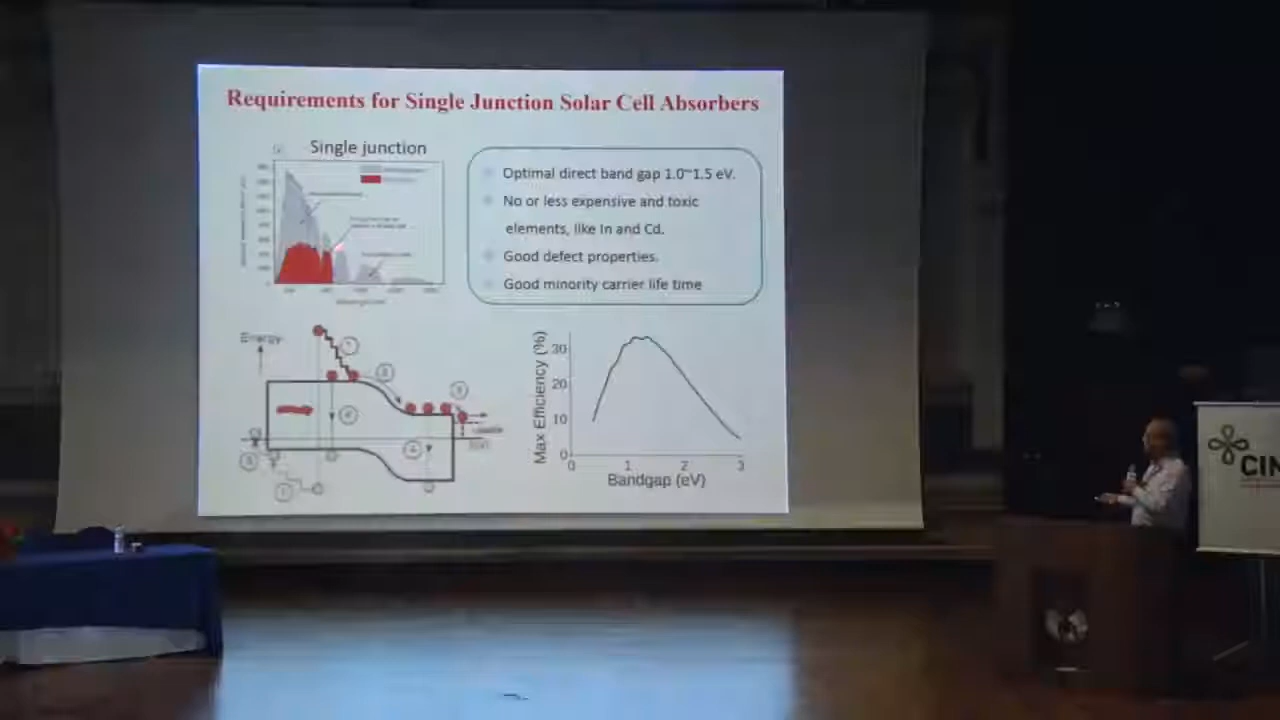 Requirements for Single Junction Solar Cell Absorbers
Single junction
Optimal direct band gap 1.0~1.5 eV.
No or less expensive and toxic
elements, like In and Cd.
Good defect properties.
Good minority carrier life time
Energy
Max Efficiency (%)
30
20
10
0
0
1
2
3
Bandgap (eV)
CIN